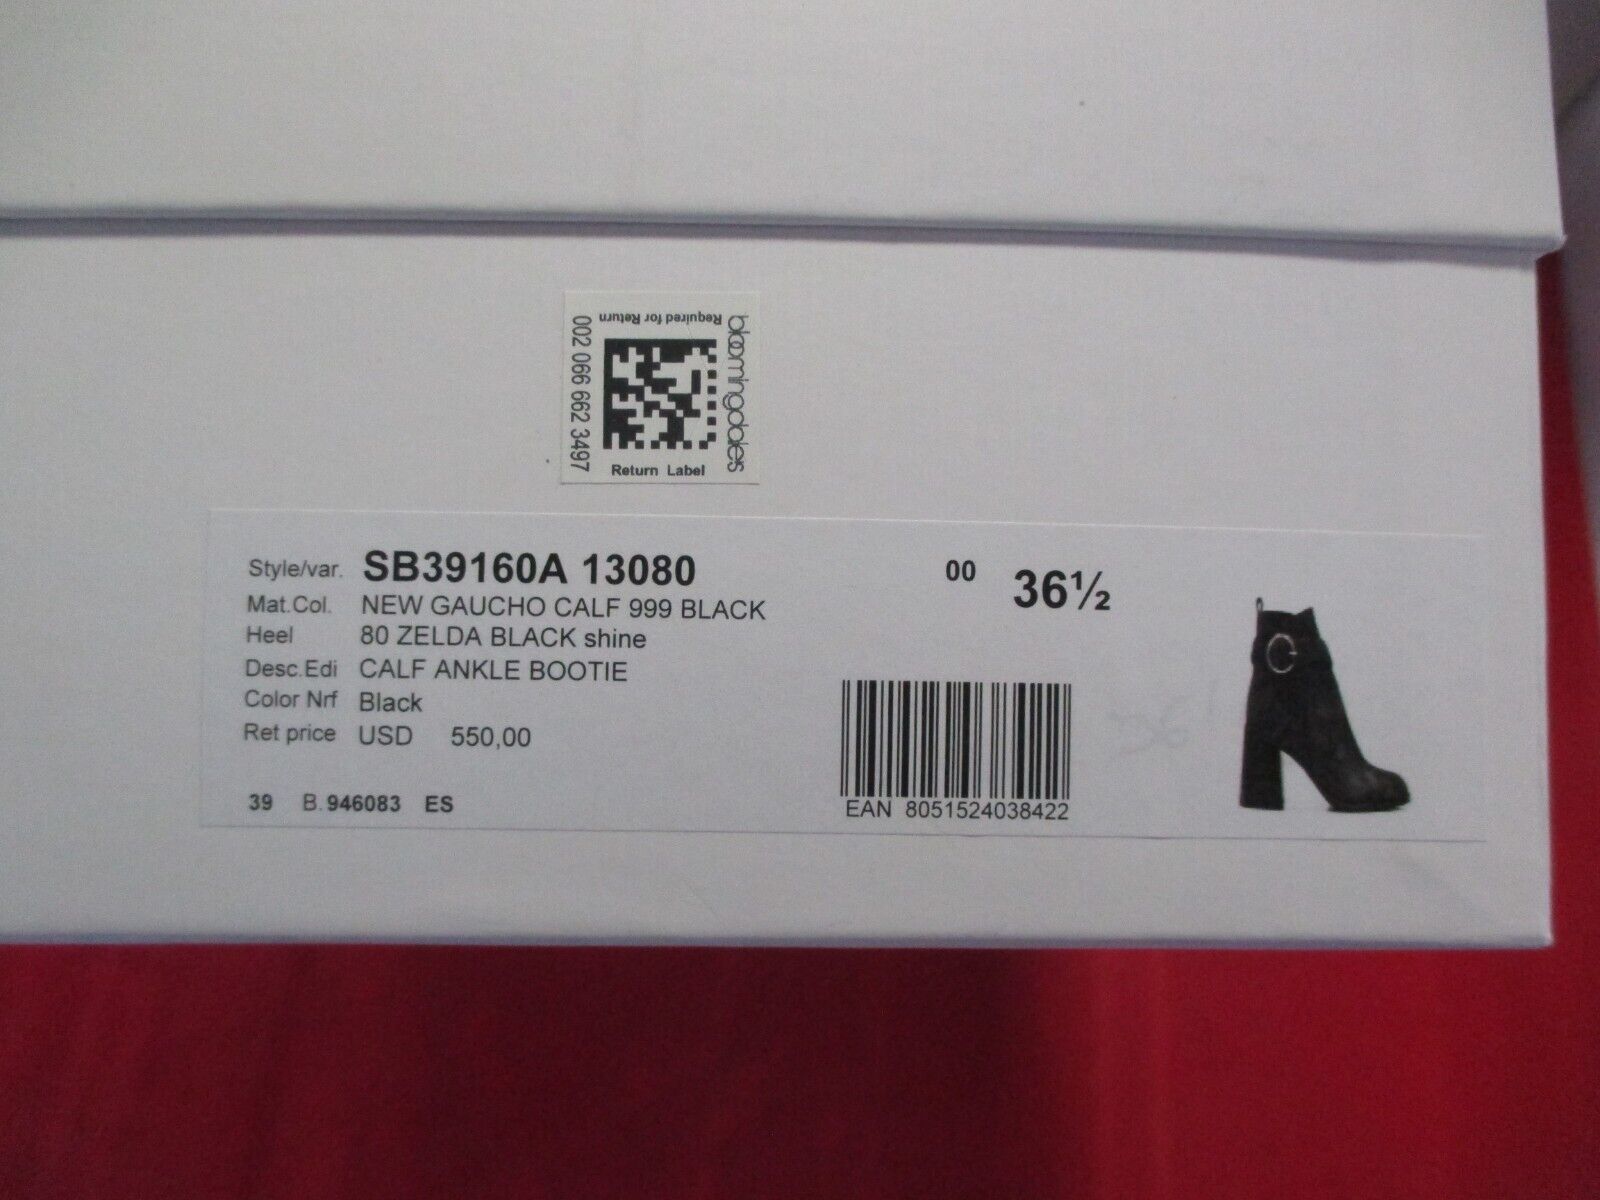 Required for Return
bloomingdale's
002 066 662 3497
Return Label
Style/var. SB39160A 13080 00 36½
Mat.Col. NEW GAUCHO CALF 999 BLACK
Heel 80 ZELDA BLACK shine
Desc.Edi CALF ANKLE BOOTIE
Color Nrf Black
Ret price USD 550,00
39 B. 946083 ES
EAN 8051524038422